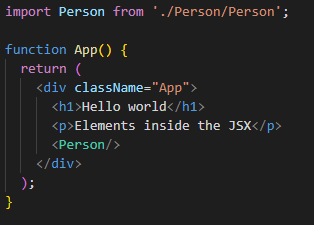 import Person from './Person/Person';
function App() {
return (
<div className="App">
<h1>Hello world</h1>
<p>Elements inside the JSX</p>
<Person/>
</div>
);
}